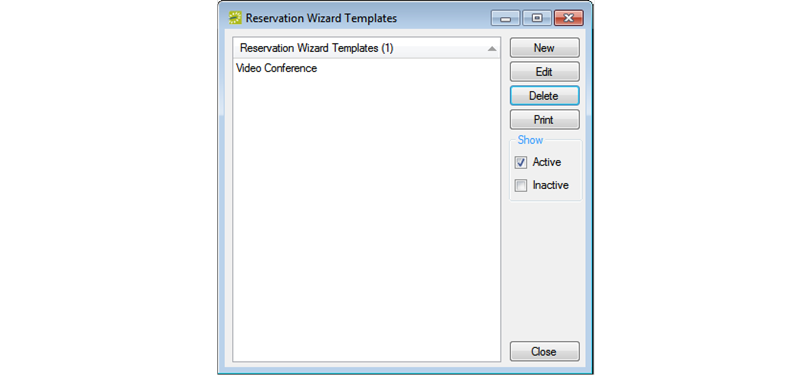 Reservation Wizard Templates
Reservation Wizard Templates (1)
Video Conference
New
Edit
Delete
Print
Show
Active
Inactive
Close